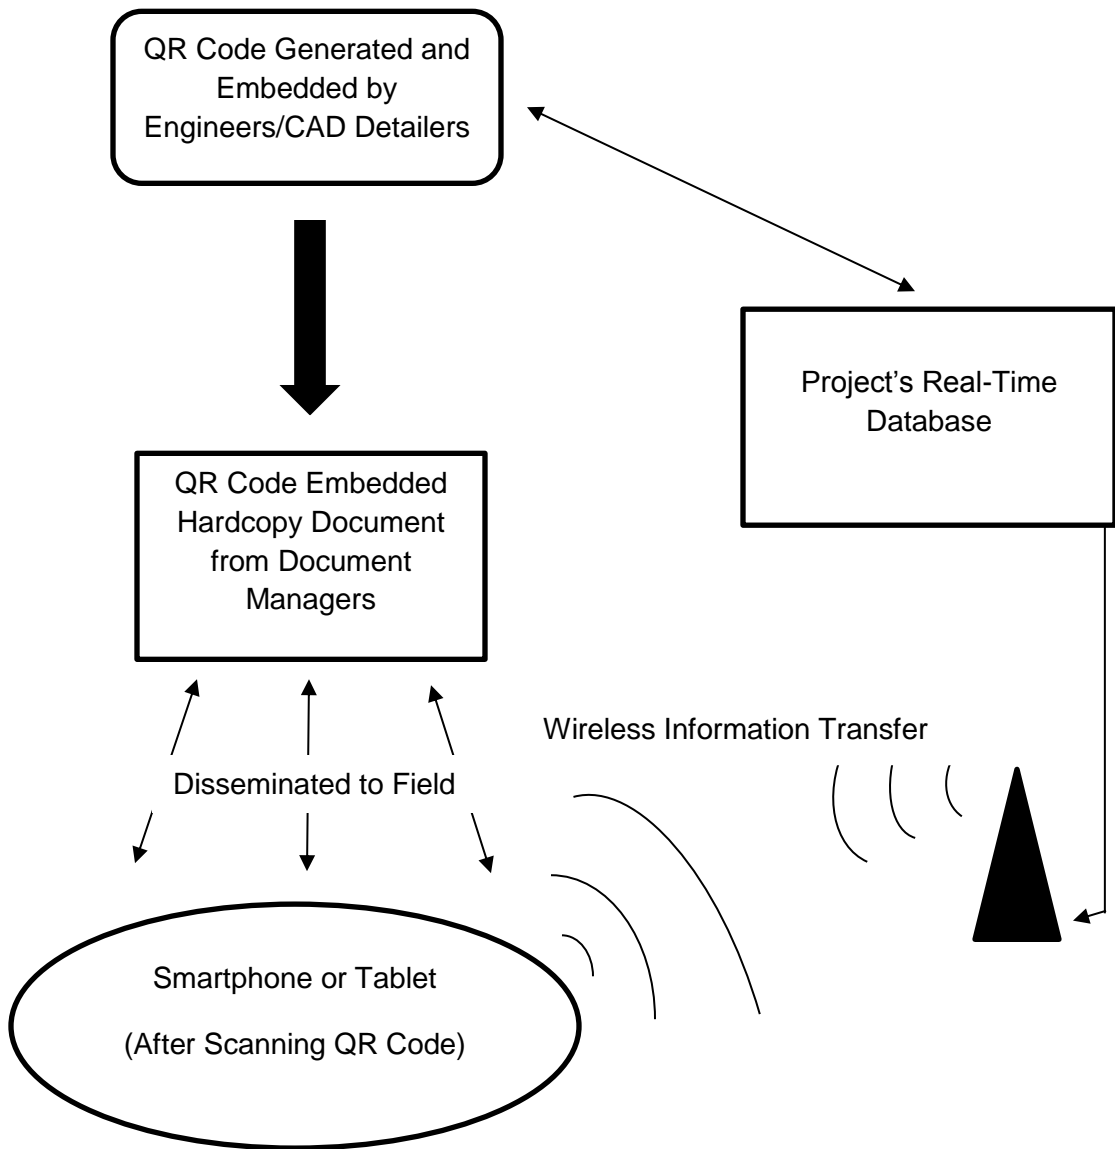 QR Code Generated and
Embedded by
Engineers/CAD Detailers
Project’s Real-Time
Database
QR Code Embedded
Hardcopy Document
from Document
Managers
Wireless Information Transfer
Disseminated to Field
Smartphone or Tablet
(After Scanning QR Code)